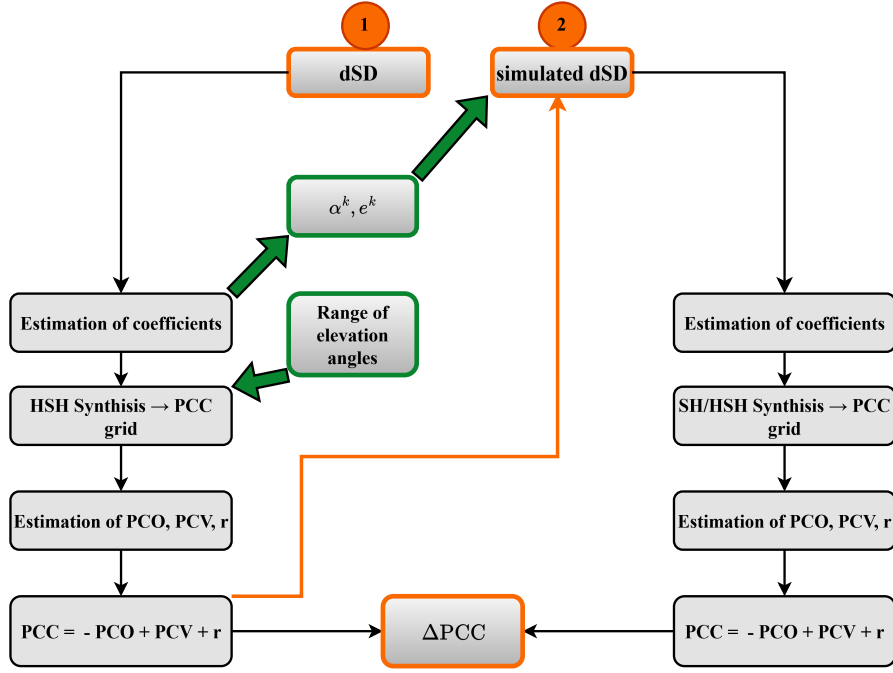 1
2
dSD
simulated dSD
α^k, e^k
Estimation of coefficients
Range of
elevation
angles
Estimation of coefficients
HSH Synthisis → PCC
grid
SH/HSH Synthisis → PCC
grid
Estimation of PCO, PCV, r
Estimation of PCO, PCV, r
PCC = - PCO + PCV + r
ΔPCC
PCC = - PCO + PCV + r